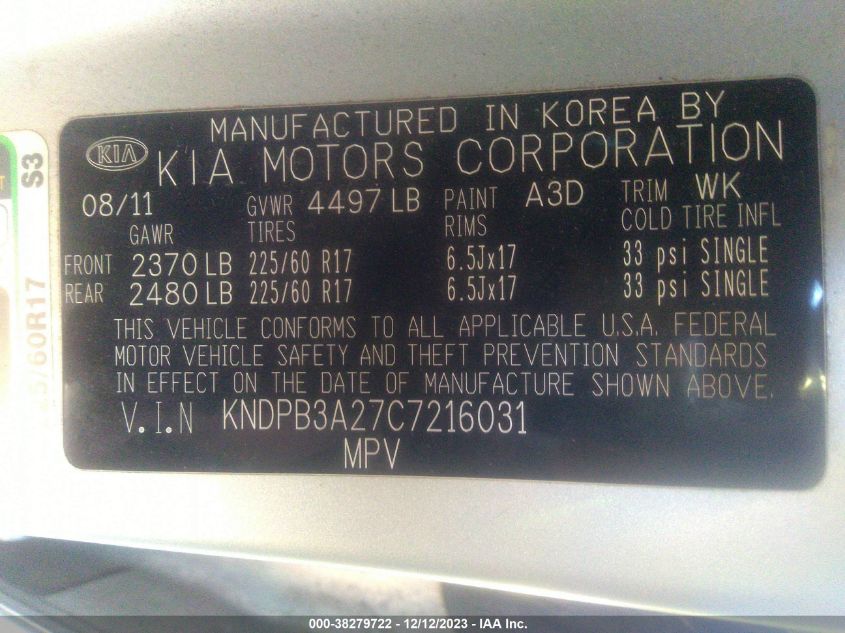 MANUFACTURED IN KOREA BY
KIA KIA MOTORS CORPORATION
08/11 GVWR 4497 LB PAINT A3D TRIM WK
GAWR TIRES RIMS COLD TIRE INFL
FRONT 2370 LB 225/60 R17 6.5Jx17 33 psi SINGLE
REAR 2480 LB 225/60 R17 6.5Jx17 33 psi SINGLE
THIS VEHICLE CONFORMS TO ALL APPLICABLE U.S.A. FEDERAL
MOTOR VEHICLE SAFETY AND THEFT PREVENTION STANDARDS
IN EFFECT ON THE DATE OF MANUFACTURE SHOWN ABOVE.
V.I.N KNDPB3A27C7216031
MPV
S3
5/60R17
000-38279722 - 12/12/2023 - IAA Inc.